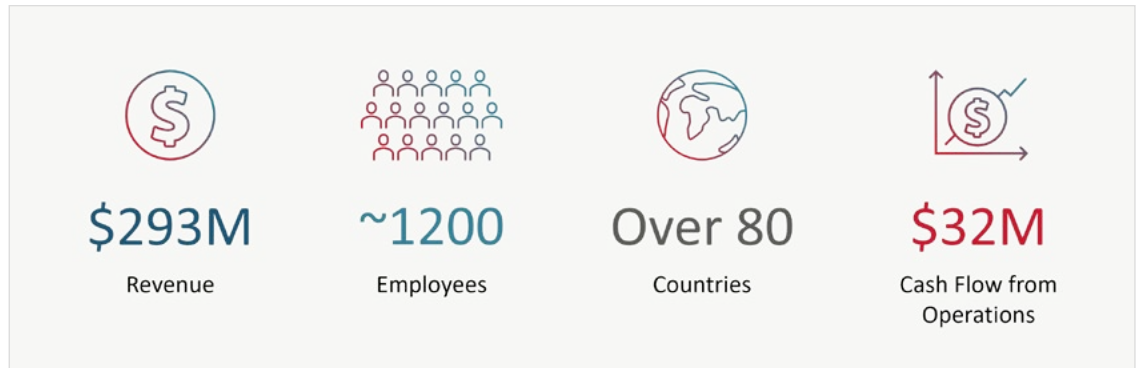 $293M
Revenue
~1200
Employees
Over 80
Countries
$32M
Cash Flow from
Operations